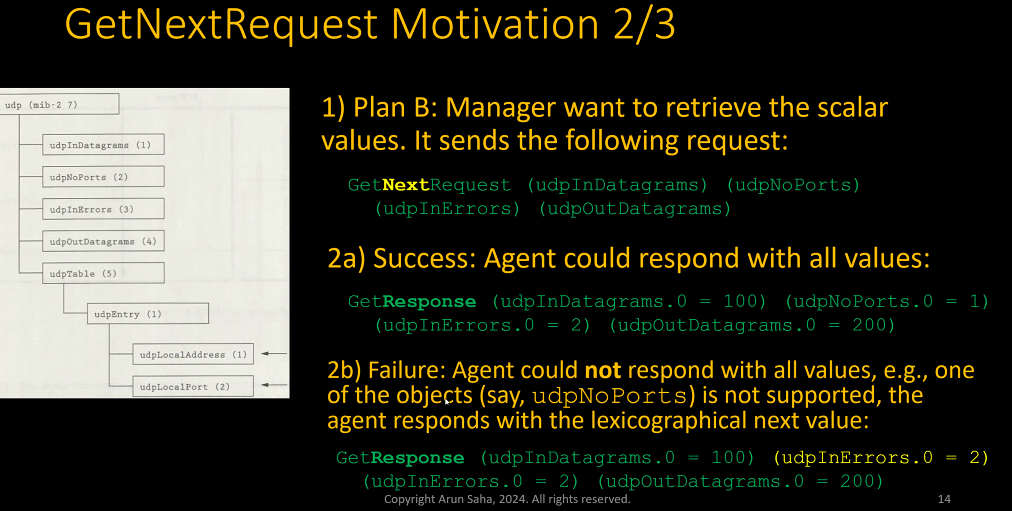 GetNextRequest Motivation 2/3
udp (mib-2 7)
udpInDatagrams (1)
udpNoPorts (2)
udpInErrors (3)
udpOutDatagrams (4)
udpTable (5)
udpEntry (1)
udpLocalAddress (1)
udpLocalPort (2)
1) Plan B: Manager want to retrieve the scalar
values. It sends the following request:
GetNextRequest (udpInDatagrams) (udpNoPorts)
(udpInErrors) (udpOutDatagrams)
2a) Success: Agent could respond with all values:
GetResponse (udpInDatagrams.0 = 100) (udpNoPorts.0 = 1)
(udpInErrors.0 = 2) (udpOutDatagrams.0 = 200)
2b) Failure: Agent could not respond with all values, e.g., one
of the objects (say, udpNoPorts) is not supported, the
agent responds with the lexicographical next value:
GetResponse (udpInDatagrams.0 = 100) (udpInErrors.0 = 2)
(udpInErrors.0 = 2) (udpOutDatagrams.0 = 200)
Copyright Arun Saha, 2024. All rights reserved.
14